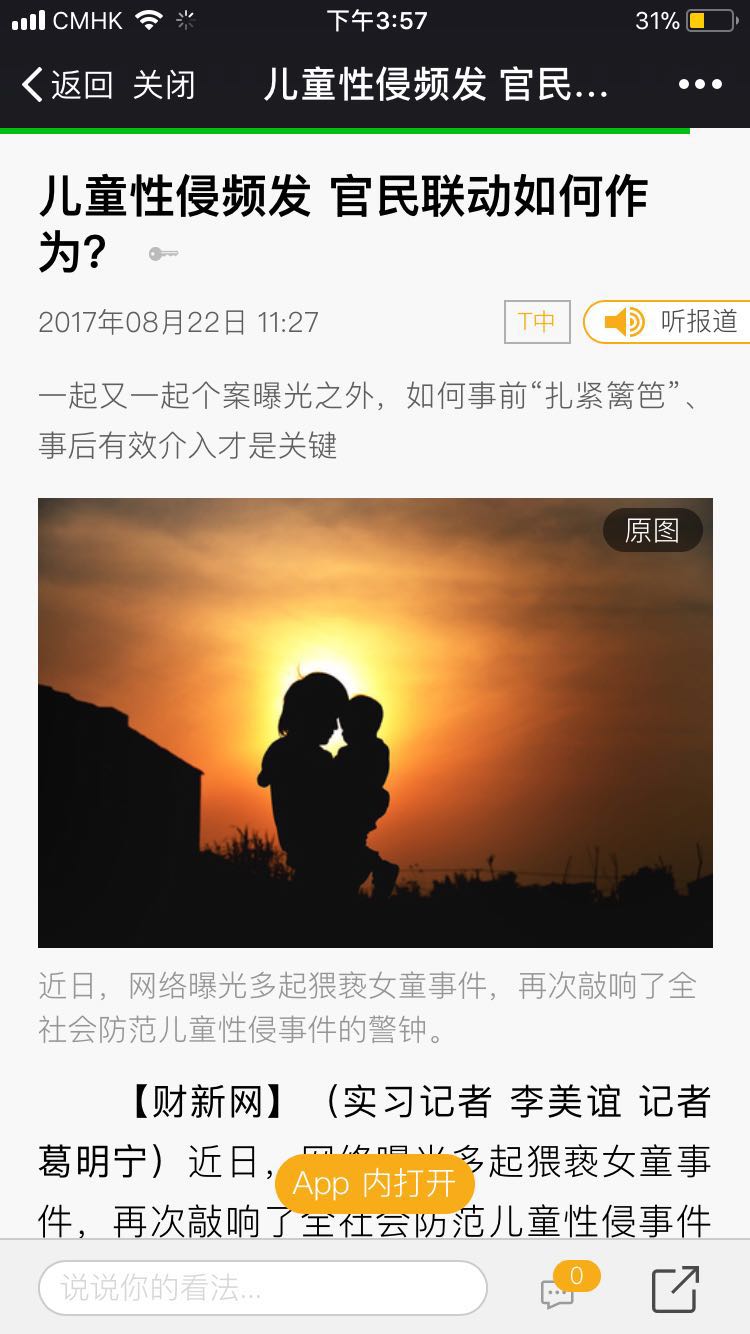 CMHK 下午3:57 31%
返回 关闭 儿童性侵频发 官民...
儿童性侵频发 官民联动如何作
为?
2017年08月22日 11:27 T中 听报道
一起又一起个案曝光之外，如何事前“扎紧篱笆”、
事后有效介入才是关键
原图
近日，网络曝光多起猥亵女童事件，再次敲响了全
社会防范儿童性侵事件的警钟。
【财新网】（实习记者 李美谊 记者
葛明宁）近日，网络曝光多起猥亵女童事
App 内打开
件，再次敲响了全社会防范儿童性侵事件
说说你的看法... 0